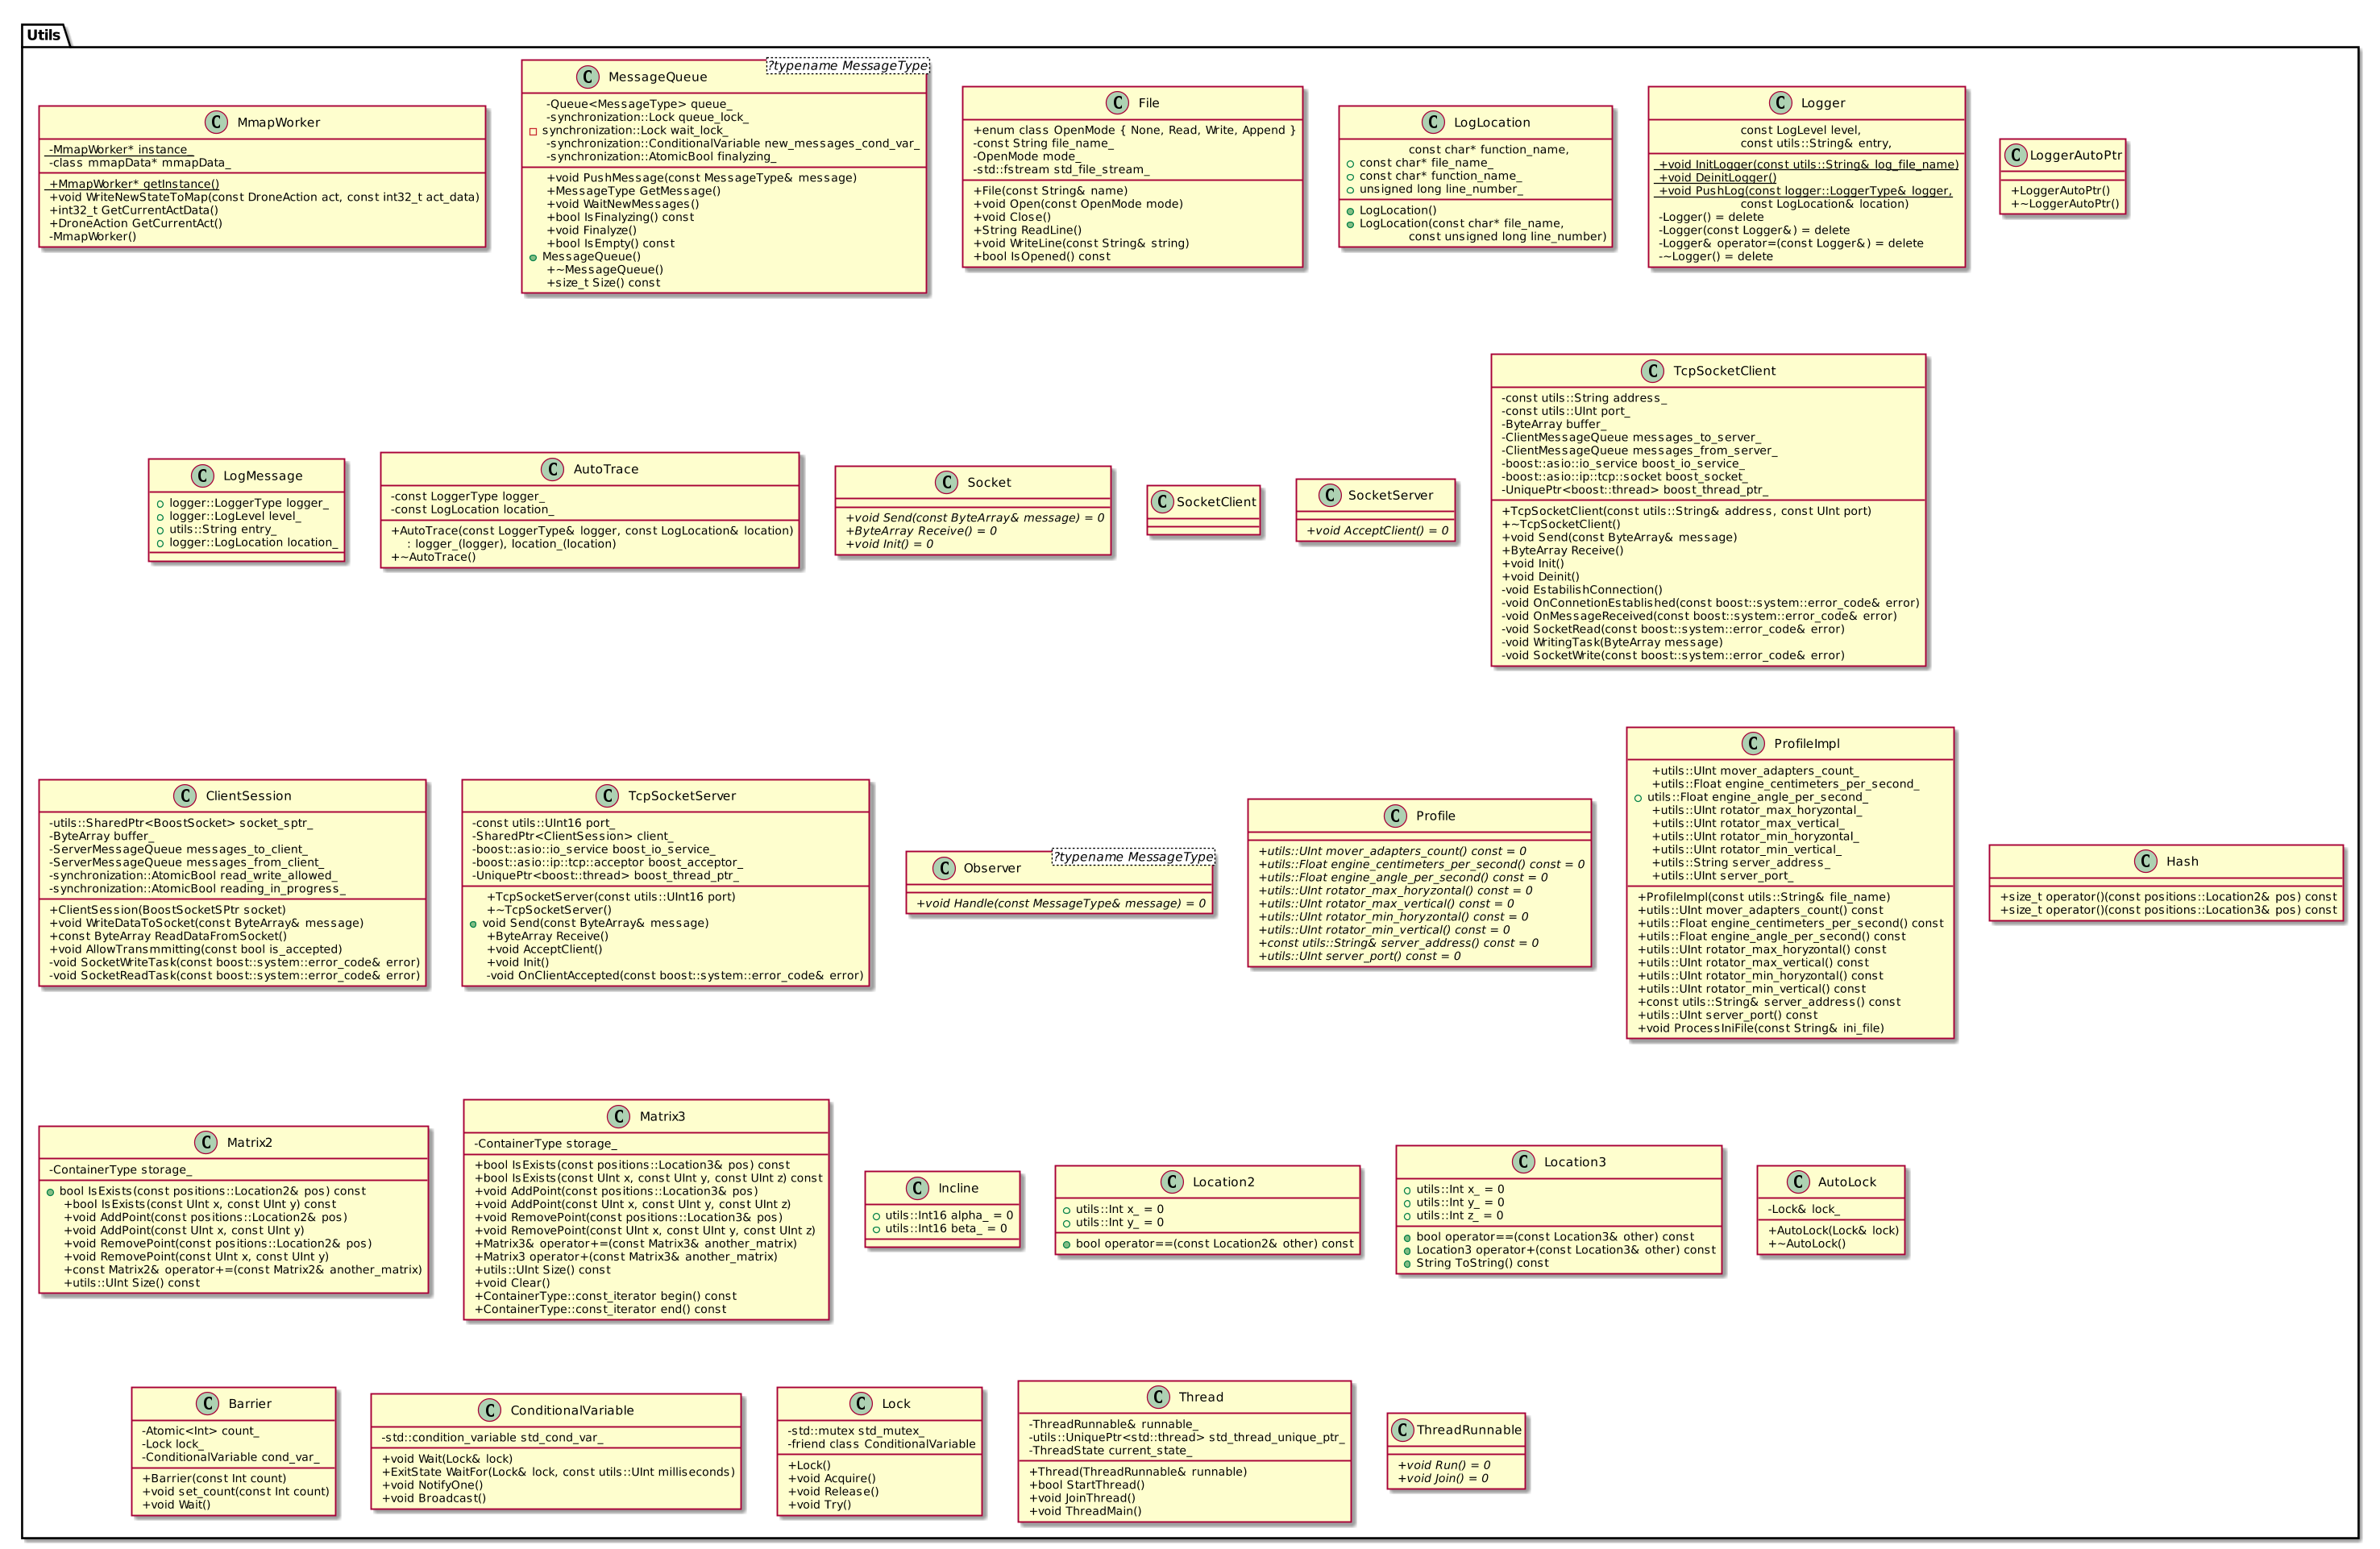 Utils
MmapWorker
-MmapWorker* instance_
-class mmapData* mmapData_
+MmapWorker* getInstance()
+void WriteNewStateToMap(const DroneAction act, const int32_t act_data)
+int32_t GetCurrentActData()
+DroneAction GetCurrentAct()
-MmapWorker()
?typename MessageType
MessageQueue
-Queue<MessageType> queue_
-synchronization::Lock queue_lock_
synchronization::Lock wait_lock_
-synchronization::ConditionalVariable new_messages_cond_var_
-synchronization::AtomicBool finalyzing_
+void PushMessage(const MessageType& message)
+MessageType GetMessage()
+void WaitNewMessages()
+bool IsFinalyzing() const
+void Finalyze()
+bool IsEmpty() const
MessageQueue()
+~MessageQueue()
+size_t Size() const
File
+enum class OpenMode { None, Read, Write, Append }
-const String file_name_
-OpenMode mode_
-std::fstream std_file_stream_
+File(const String& name)
+void Open(const OpenMode mode)
+void Close()
+String ReadLine()
+void WriteLine(const String& string)
+bool IsOpened() const
LogLocation
const char* function_name,
const char* file_name_
const char* function_name_
unsigned long line_number_
LogLocation()
LogLocation(const char* file_name,
const unsigned long line_number)
Logger
const LogLevel level,
const utils::String& entry,
+void InitLogger(const utils::String& log_file_name)
+void DeinitLogger()
+void PushLog(const logger::LoggerType& logger,
const LogLocation& location)
-Logger() = delete
-Logger(const Logger&) = delete
-Logger& operator=(const Logger&) = delete
-~Logger() = delete
LoggerAutoPtr
+LoggerAutoPtr()
+~LoggerAutoPtr()
LogMessage
logger::LoggerType logger_
logger::LogLevel level_
utils::String entry_
logger::LogLocation location_
AutoTrace
-const LoggerType logger_
-const LogLocation location_
+AutoTrace(const LoggerType& logger, const LogLocation& location)
: logger_(logger), location_(location)
+~AutoTrace()
Socket
+void Send(const ByteArray& message) = 0
+ByteArray Receive() = 0
+void Init() = 0
SocketClient
SocketServer
+void AcceptClient() = 0
TcpSocketClient
-const utils::String address_
-const utils::UInt port_
-ByteArray buffer_
-ClientMessageQueue messages_to_server_
-ClientMessageQueue messages_from_server_
-boost::asio::io_service boost_io_service_
-boost::asio::ip::tcp::socket boost_socket_
-UniquePtr<boost::thread> boost_thread_ptr_
+TcpSocketClient(const utils::String& address, const UInt port)
+~TcpSocketClient()
+void Send(const ByteArray& message)
+ByteArray Receive()
+void Init()
+void Deinit()
-void EstabilishConnection()
-void OnConnetionEstablished(const boost::system::error_code& error)
-void OnMessageReceived(const boost::system::error_code& error)
-void SocketRead(const boost::system::error_code& error)
-void WritingTask(ByteArray message)
-void SocketWrite(const boost::system::error_code& error)
ClientSession
-utils::SharedPtr<BoostSocket> socket_sptr_
-ByteArray buffer_
-ServerMessageQueue messages_to_client_
-ServerMessageQueue messages_from_client_
-synchronization::AtomicBool read_write_allowed_
-synchronization::AtomicBool reading_in_progress_
+ClientSession(BoostSocketSPtr socket)
+void WriteDataToSocket(const ByteArray& message)
+const ByteArray ReadDataFromSocket()
+void AllowTransmmitting(const bool is_accepted)
-void SocketWriteTask(const boost::system::error_code& error)
-void SocketReadTask(const boost::system::error_code& error)
TcpSocketServer
-const utils::UInt16 port_
-SharedPtr<ClientSession> client_
-boost::asio::io_service boost_io_service_
-boost::asio::ip::tcp::acceptor boost_acceptor_
-UniquePtr<boost::thread> boost_thread_ptr_
+TcpSocketServer(const utils::UInt16 port)
+~TcpSocketServer()
void Send(const ByteArray& message)
+ByteArray Receive()
+void AcceptClient()
+void Init()
-void OnClientAccepted(const boost::system::error_code& error)
?typename MessageType
Observer
+void Handle(const MessageType& message) = 0
Profile
+utils::UInt mover_adapters_count() const = 0
+utils::Float engine_centimeters_per_second() const = 0
+utils::Float engine_angle_per_second() const = 0
+utils::UInt rotator_max_horyzontal() const = 0
+utils::UInt rotator_max_vertical() const = 0
+utils::UInt rotator_min_horyzontal() const = 0
+utils::UInt rotator_min_vertical() const = 0
+const utils::String& server_address() const = 0
+utils::UInt server_port() const = 0
ProfileImpl
+utils::UInt mover_adapters_count_
+utils::Float engine_centimeters_per_second_
utils::Float engine_angle_per_second_
+utils::UInt rotator_max_horyzontal_
+utils::UInt rotator_max_vertical_
+utils::UInt rotator_min_horyzontal_
+utils::UInt rotator_min_vertical_
+utils::String server_address_
+utils::UInt server_port_
+ProfileImpl(const utils::String& file_name)
+utils::UInt mover_adapters_count() const
+utils::Float engine_centimeters_per_second() const
+utils::Float engine_angle_per_second() const
+utils::UInt rotator_max_horyzontal() const
+utils::UInt rotator_max_vertical() const
+utils::UInt rotator_min_horyzontal() const
+utils::UInt rotator_min_vertical() const
+const utils::String& server_address() const
+utils::UInt server_port() const
+void ProcessIniFile(const String& ini_file)
Hash
+size_t operator()(const positions::Location2& pos) const
+size_t operator()(const positions::Location3& pos) const
Matrix2
-ContainerType storage_
bool IsExists(const positions::Location2& pos) const
+bool IsExists(const UInt x, const UInt y) const
+void AddPoint(const positions::Location2& pos)
+void AddPoint(const UInt x, const UInt y)
+void RemovePoint(const positions::Location2& pos)
+void RemovePoint(const UInt x, const UInt y)
+const Matrix2& operator+=(const Matrix2& another_matrix)
+utils::UInt Size() const
Matrix3
-ContainerType storage_
+bool IsExists(const positions::Location3& pos) const
+bool IsExists(const UInt x, const UInt y, const UInt z) const
+void AddPoint(const positions::Location3& pos)
+void AddPoint(const UInt x, const UInt y, const UInt z)
+void RemovePoint(const positions::Location3& pos)
+void RemovePoint(const UInt x, const UInt y, const UInt z)
+Matrix3& operator+=(const Matrix3& another_matrix)
+Matrix3 operator+(const Matrix3& another_matrix)
+utils::UInt Size() const
+void Clear()
+ContainerType::const_iterator begin() const
+ContainerType::const_iterator end() const
Incline
utils::Int16 alpha_ = 0
utils::Int16 beta_ = 0
Location2
utils::Int x_ = 0
utils::Int y_ = 0
bool operator==(const Location2& other) const
Location3
utils::Int x_ = 0
utils::Int y_ = 0
utils::Int z_ = 0
bool operator==(const Location3& other) const
Location3 operator+(const Location3& other) const
String ToString() const
AutoLock
-Lock& lock_
+AutoLock(Lock& lock)
+~AutoLock()
Barrier
-Atomic<Int> count_
-Lock lock_
-ConditionalVariable cond_var_
+Barrier(const Int count)
+void set_count(const Int count)
+void Wait()
ConditionalVariable
-std::condition_variable std_cond_var_
+void Wait(Lock& lock)
+ExitState WaitFor(Lock& lock, const utils::UInt milliseconds)
+void NotifyOne()
+void Broadcast()
Lock
-std::mutex std_mutex_
-friend class ConditionalVariable
+Lock()
+void Acquire()
+void Release()
+void Try()
Thread
-ThreadRunnable& runnable_
-utils::UniquePtr<std::thread> std_thread_unique_ptr_
-ThreadState current_state_
+Thread(ThreadRunnable& runnable)
+bool StartThread()
+void JoinThread()
+void ThreadMain()
ThreadRunnable
+void Run() = 0
+void Join() = 0